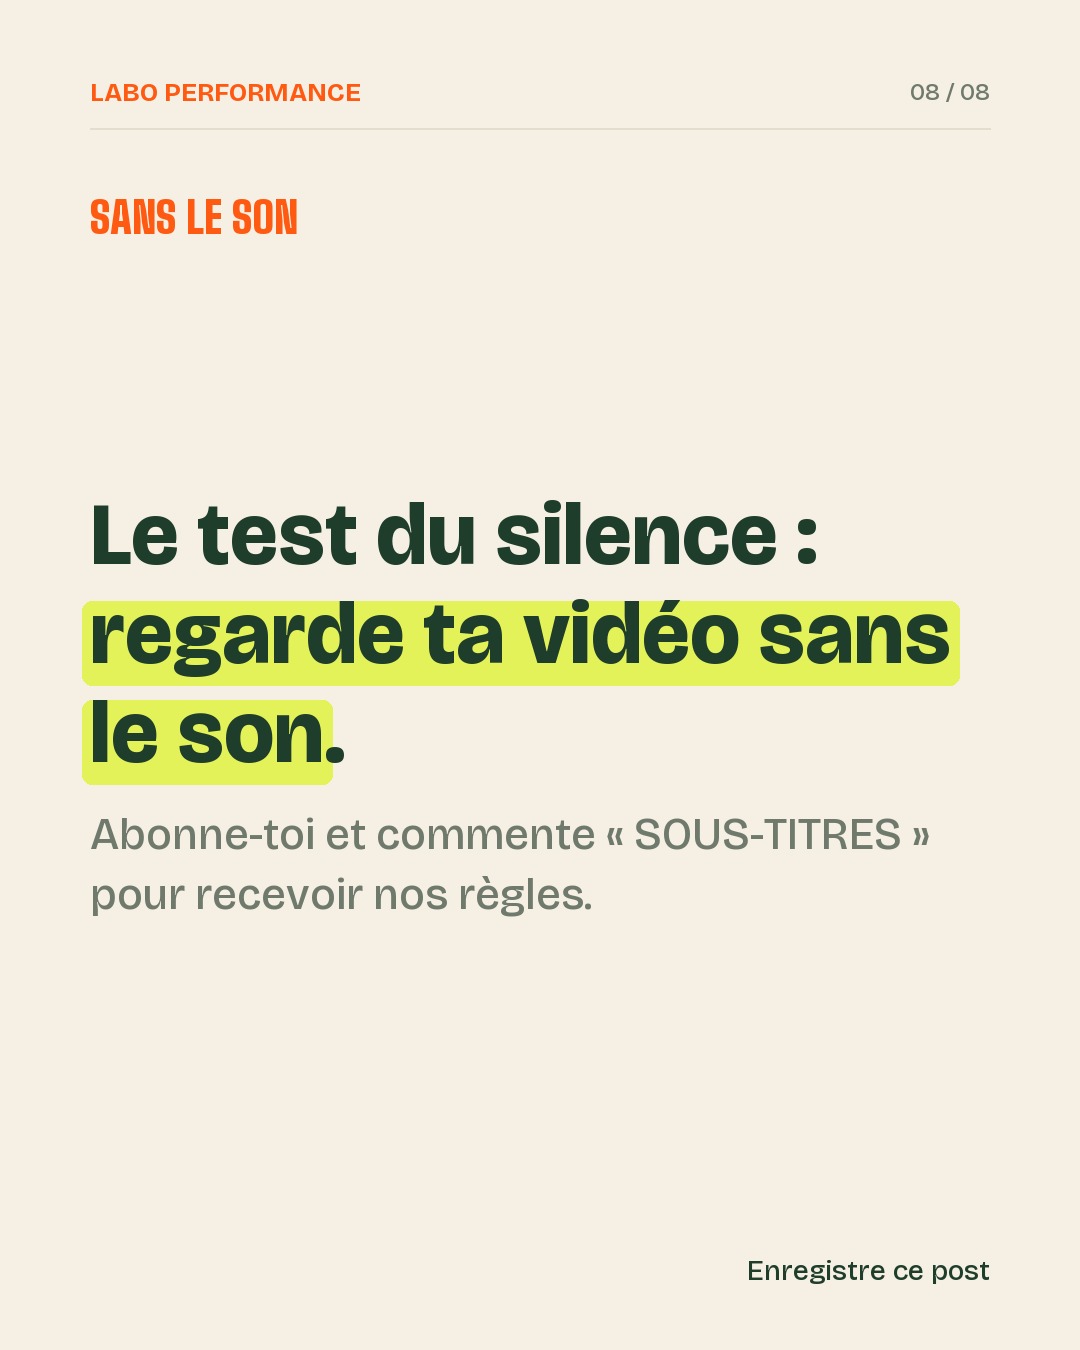 LABO PERFORMANCE
08 / 08
SANS LE SON
Le test du silence :
regarde ta vidéo sans
le son.
Abonne-toi et commente « SOUS-TITRES »
pour recevoir nos règles.
Enregistre ce post